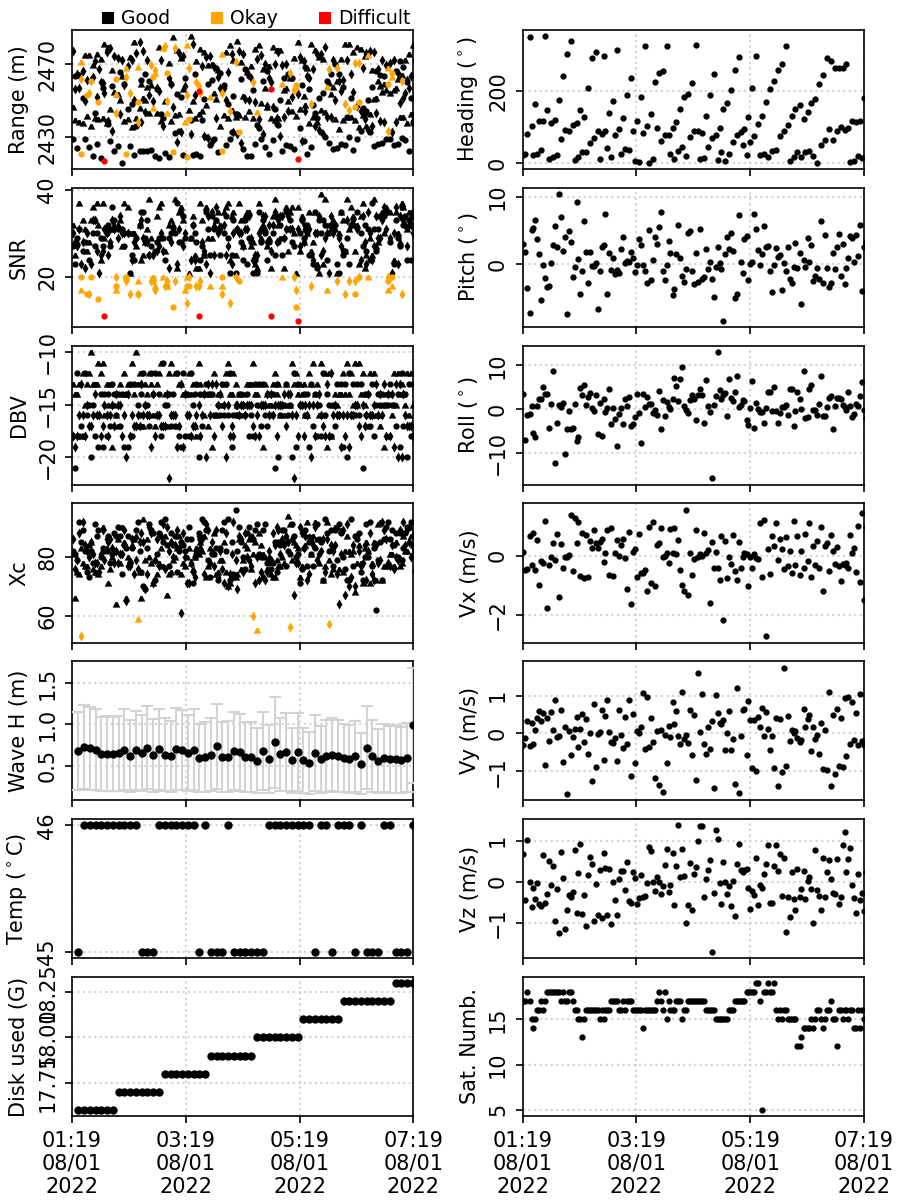 Good Okay Difficult
Range (m)
2470
2430
Heading (°)
200
0
SNR
40
20
Pitch (°)
10
0
DBV
−10
−15
−20
Roll (°)
10
0
−10
Xc
80
60
Vx (m/s)
0
−2
Wave H (m)
1.5
1.0
0.5
Vy (m/s)
1
0
−1
Temp (°C)
46
45
Vz (m/s)
1
0
−1
Disk used (G)
18.25
18.00
17.75
Sat. Numb.
15
10
5
01:19 03:19 05:19 07:19 01:19 03:19 05:19 07:19
08/01 08/01 08/01 08/01 08/01 08/01 08/01 08/01
2022 2022 2022 2022 2022 2022 2022 2022